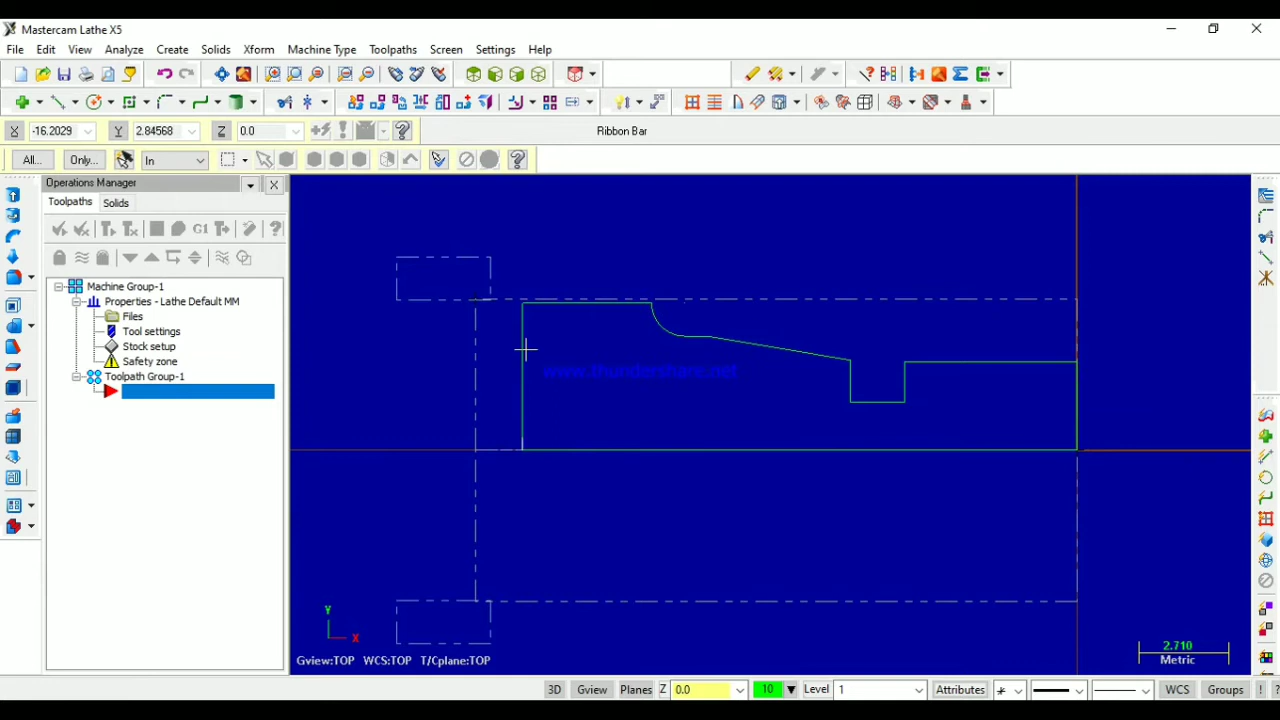 Mastercam Lathe X5
File Edit View Analyze Create Solids Xform Machine Type Toolpaths Screen Settings Help
X -16.2029 Y 2.84568 Z 0.0 Ribbon Bar
All... Only... In
Operations Manager
Toolpaths Solids
G1
Machine Group-1
Properties - Lathe Default MM
Files
Tool settings
Stock setup
Safety zone
Toolpath Group-1
www.thundershare.net
Y
X
Gview:TOP WCS:TOP T/Cplane:TOP
2.710
Metric
3D Gview Planes Z 0.0 10 Level 1 Attributes WCS Groups ! ?